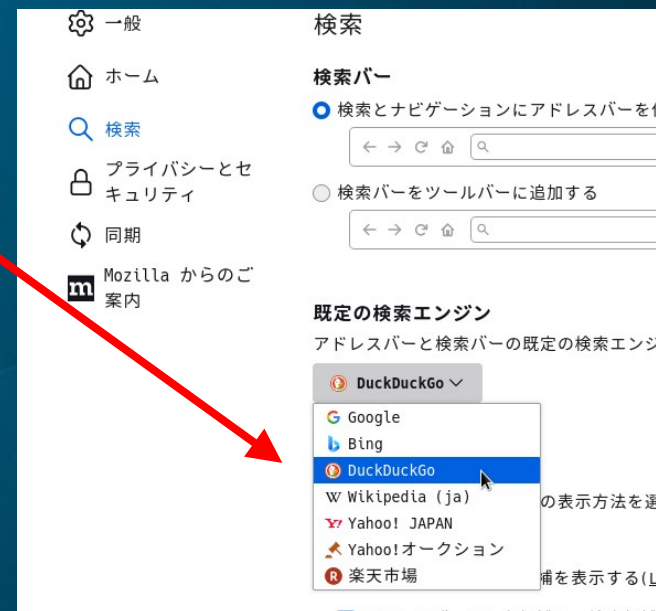 一般
ホーム
検索
プライバシーとセ
キュリティ
同期
Mozilla からのご
案内
検索
検索バー
検索とナビゲーションにアドレスバーを
検索バーをツールバーに追加する
既定の検索エンジン
アドレスバーと検索バーの既定の検索エンジ
DuckDuckGo
Google
Bing
DuckDuckGo
Wikipedia (ja)
Yahoo! JAPAN
Yahoo!オークション
楽天市場
の表示方法を選
補を表示する(L